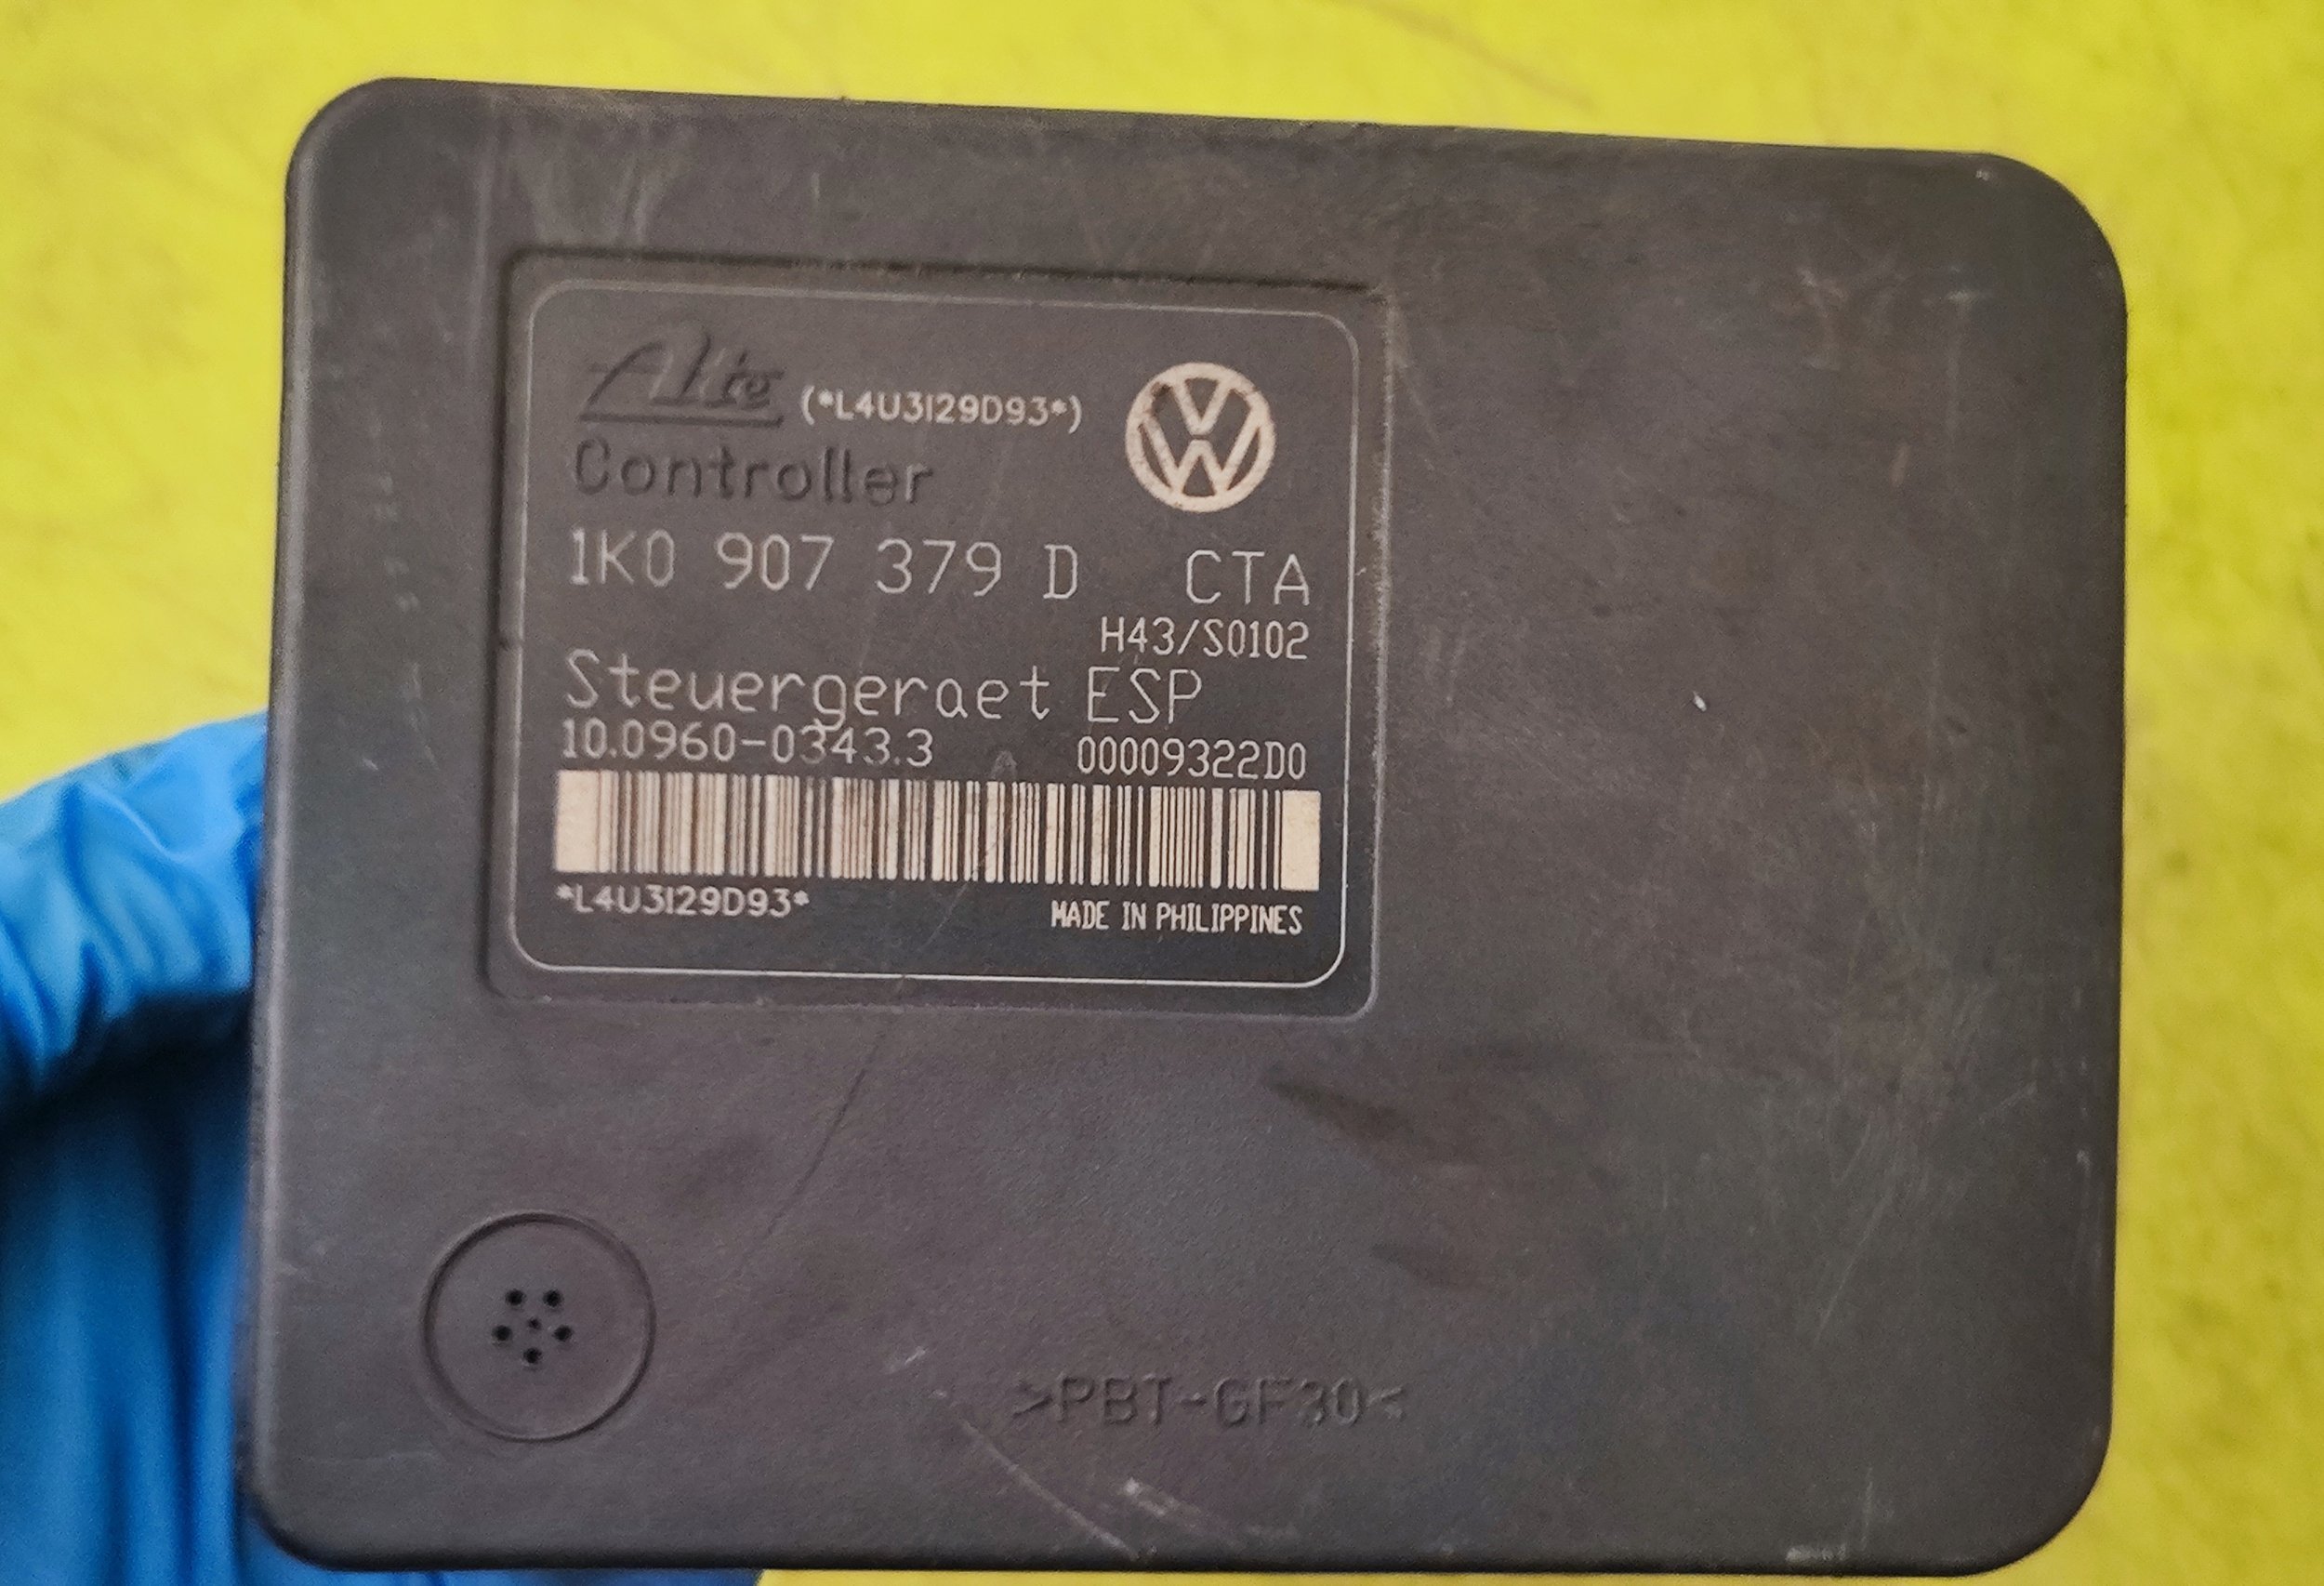 Ate (*L4U3I29D93*)
Controller
1K0 907 379 D CTA
H43/S0102
Steuergeraet ESP
10.0960-0343.3 00009322D0
*L4U3I29D93* MADE IN PHILIPPINES
>PBT-GF30<